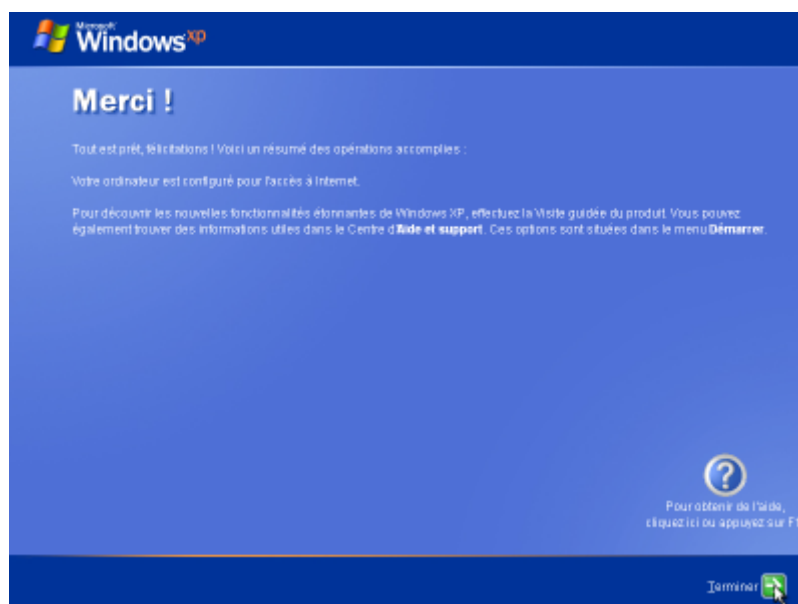 Microsoft
Windows xp
Merci !
Tout est prêt, félicitations ! Voici un résumé des opérations accomplies :
Votre ordinateur est configuré pour l'accès à Internet.
Pour découvrir les nouvelles fonctionnalités étonnantes de Windows XP, effectuez la Visite guidée du produit. Vous pouvez
également trouver des informations utiles dans le Centre d'Aide et support. Ces options sont situées dans le menu Démarrer.
Pour obtenir de l'aide,
cliquez ici ou appuyez sur F1
Terminer